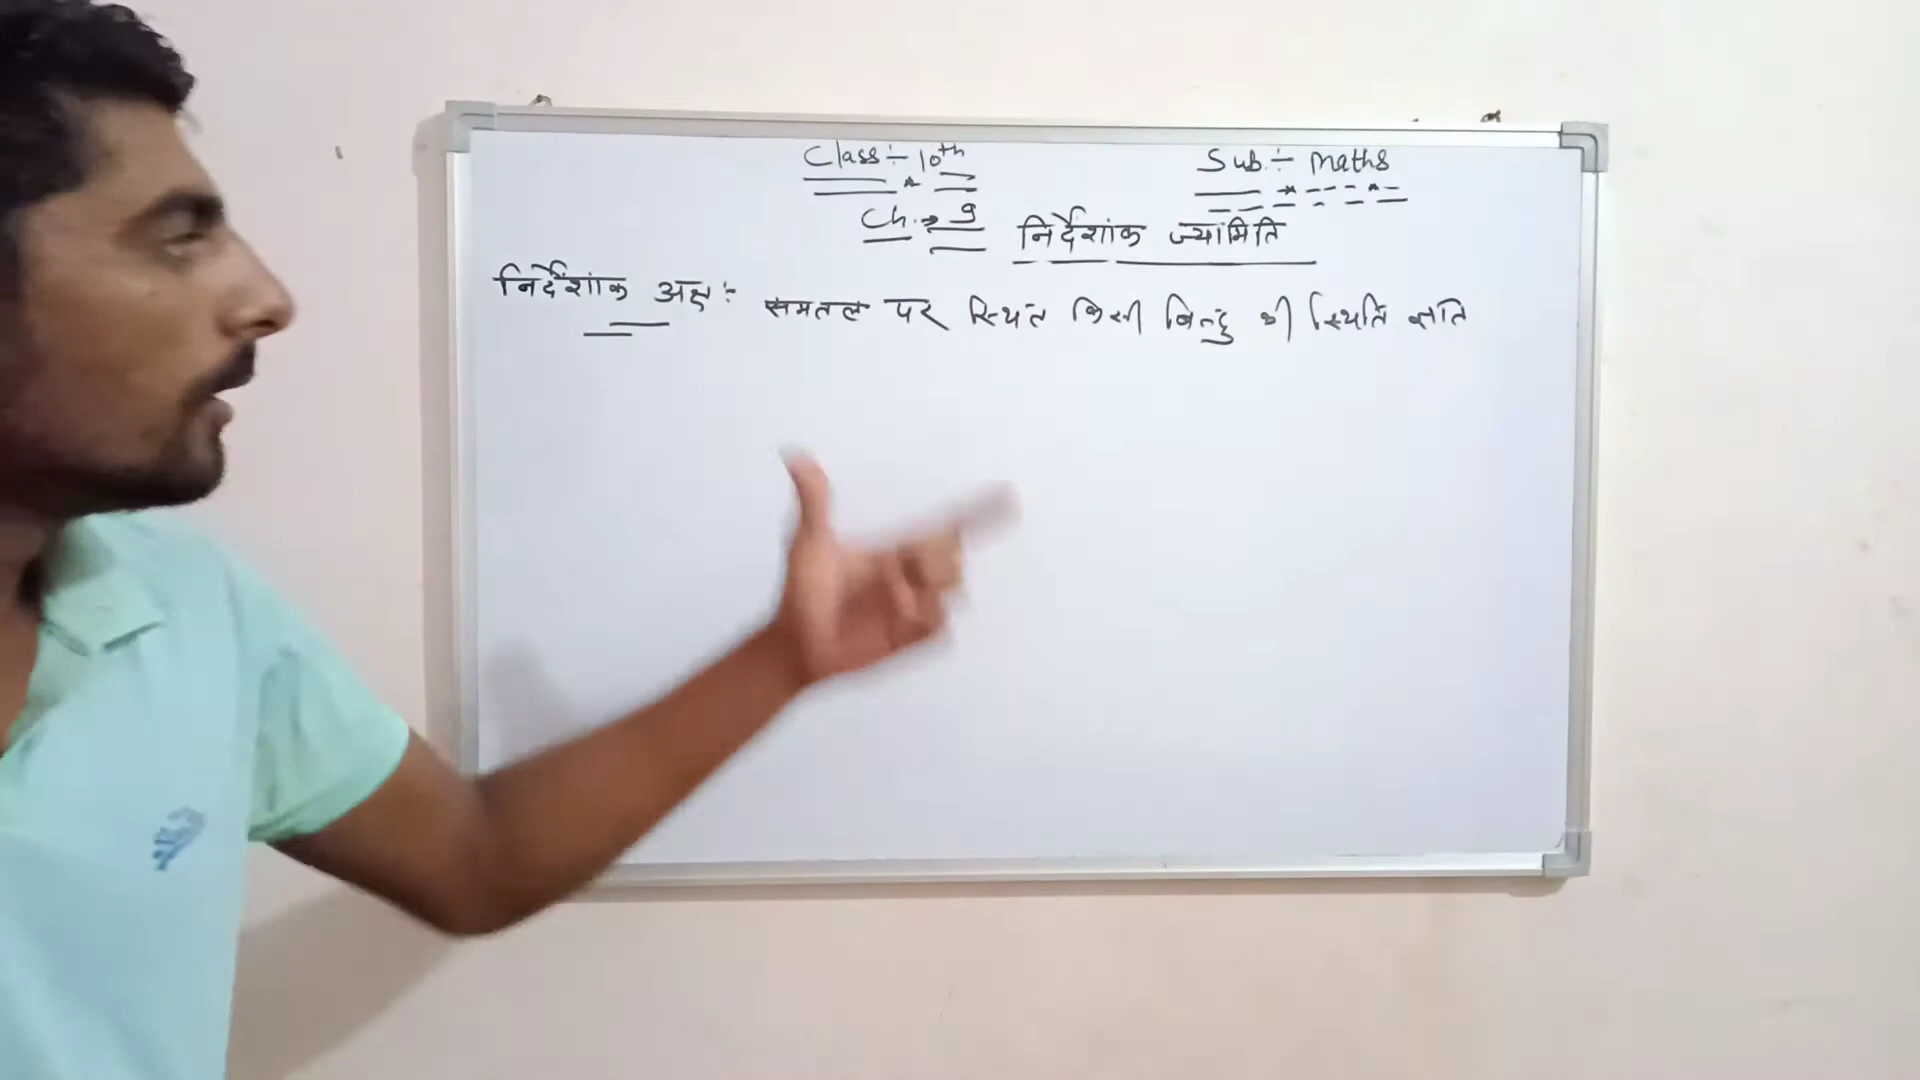 Class:- 10th
Sub:- Maths
Ch.→ 9 निर्देशांक ज्यामिति
निर्देशांक अक्ष:- समतल पर स्थित किसी बिन्दु की स्थिति ज्ञात